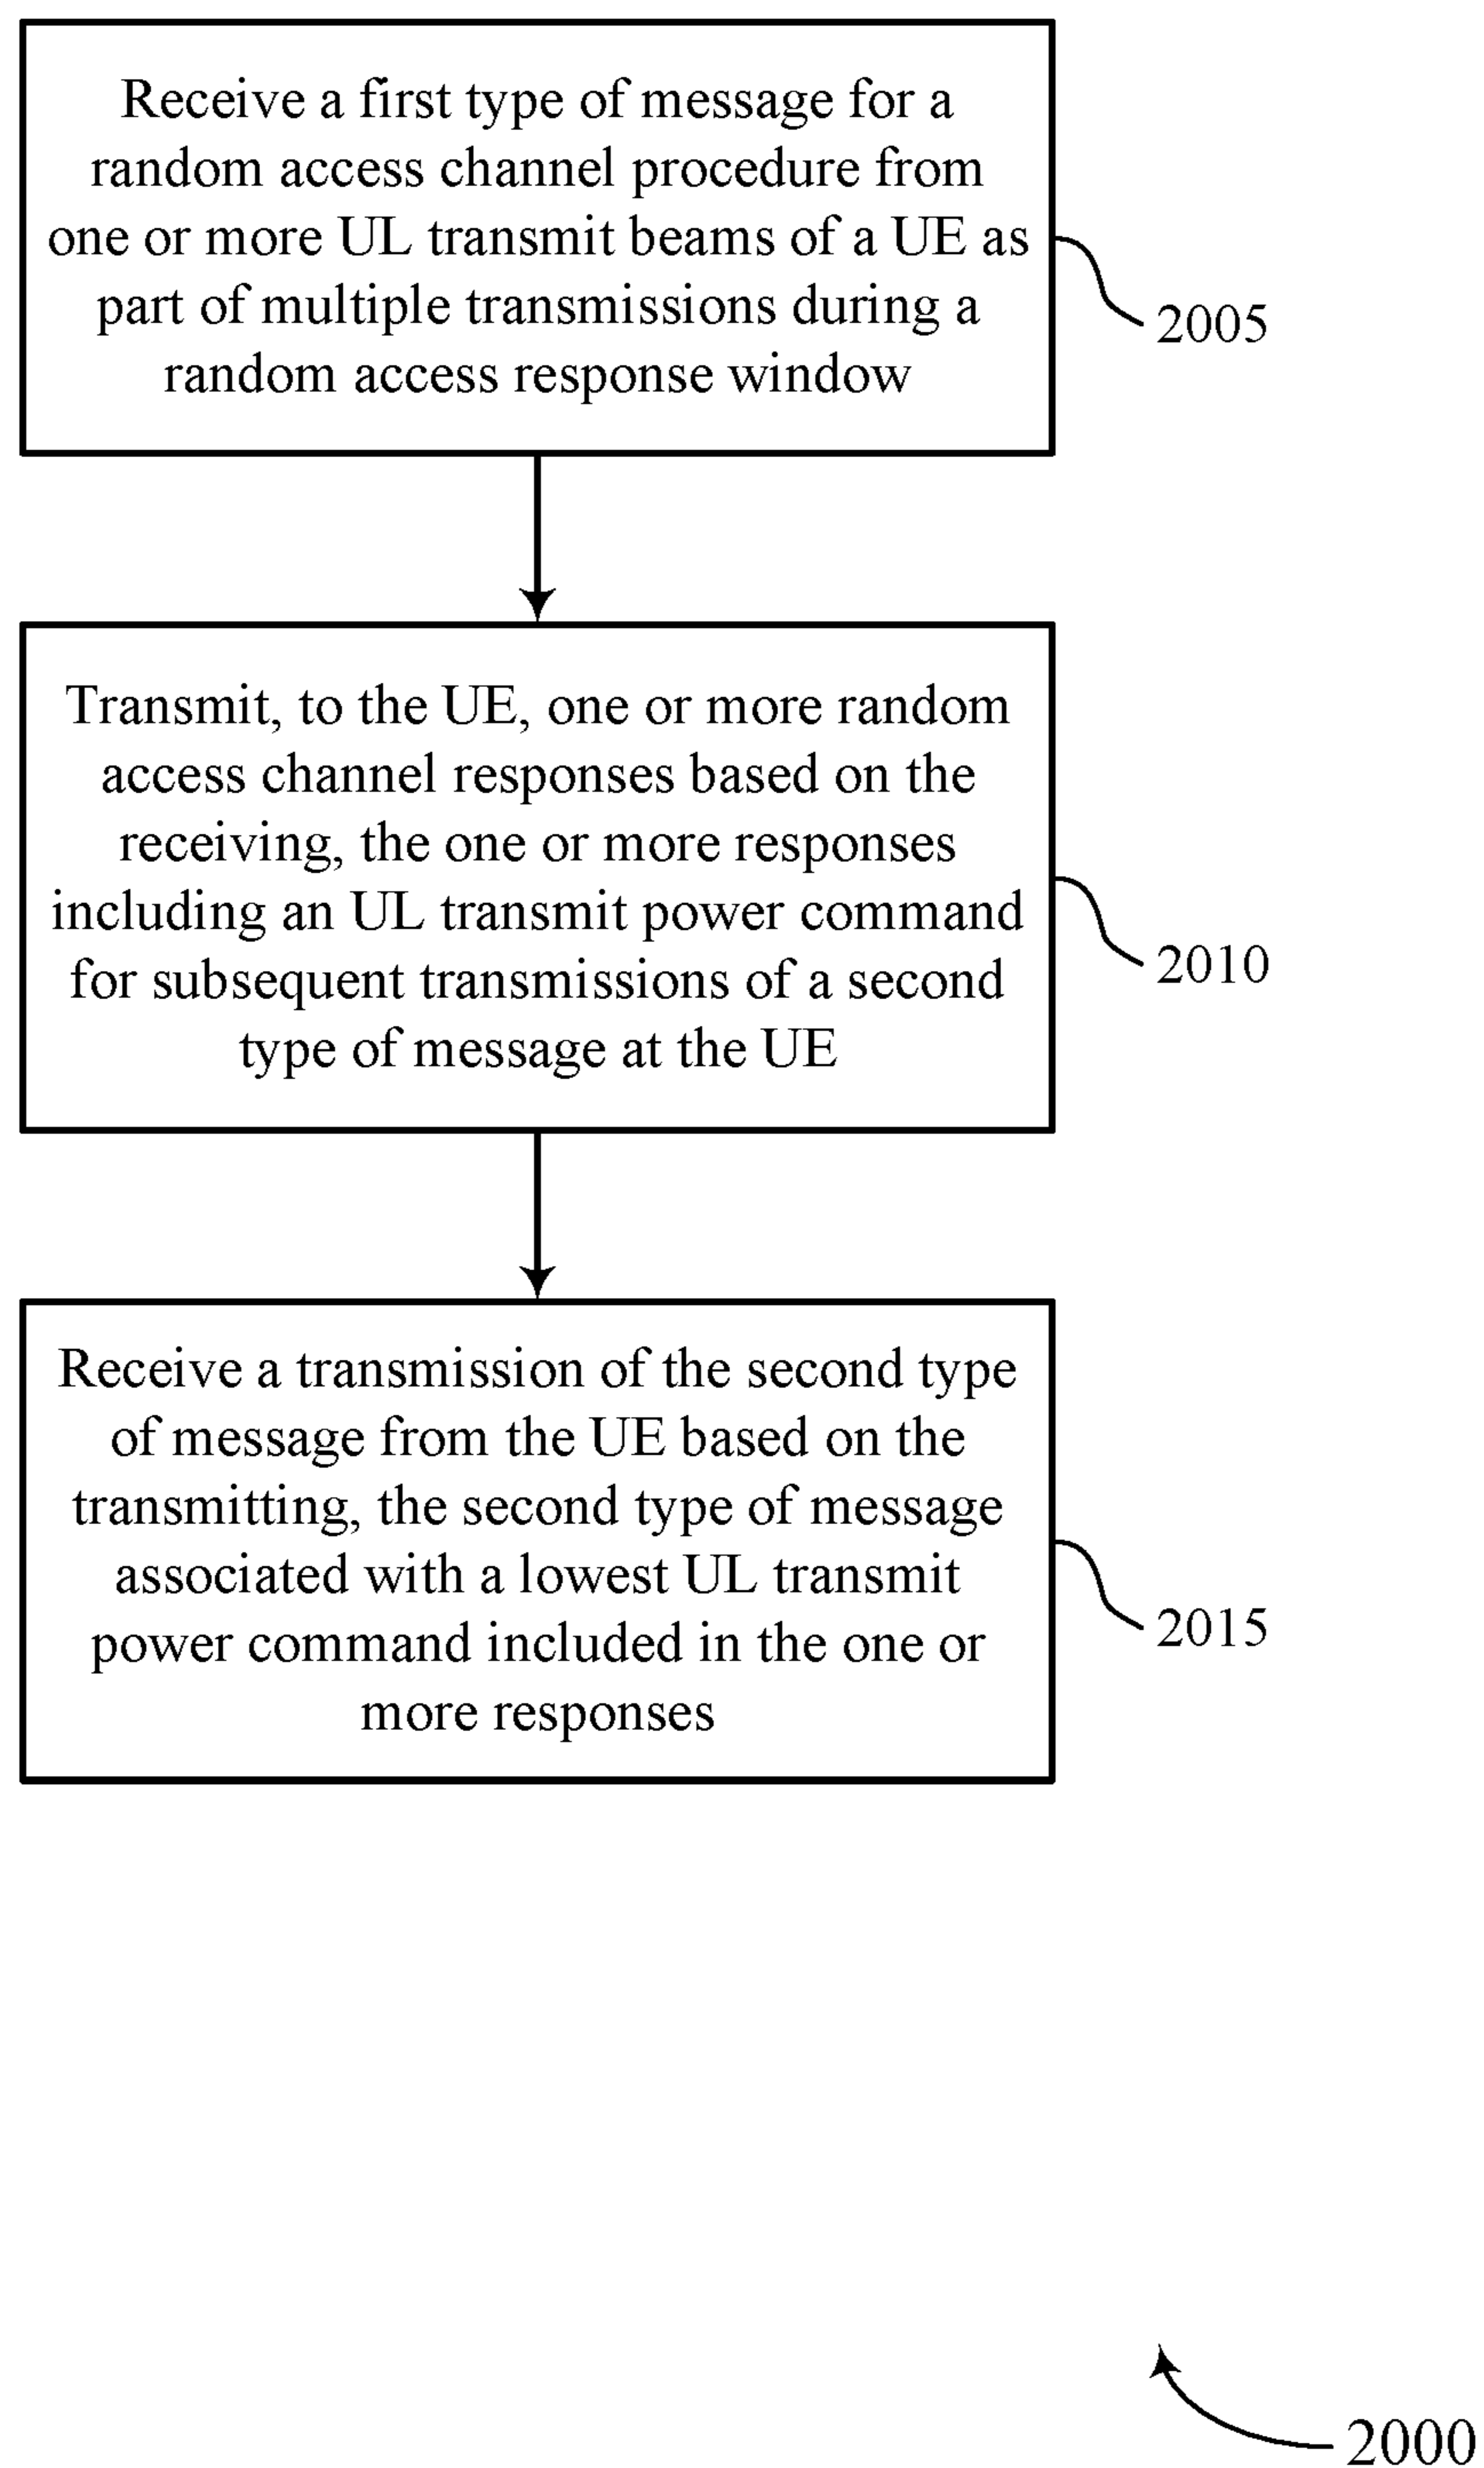 Receive a first type of message for a
random access channel procedure from
one or more UL transmit beams of a UE as
part of multiple transmissions during a
random access response window
2005
Transmit, to the UE, one or more random
access channel responses based on the
receiving, the one or more responses
including an UL transmit power command
for subsequent transmissions of a second
type of message at the UE
2010
Receive a transmission of the second type
of message from the UE based on the
transmitting, the second type of message
associated with a lowest UL transmit
power command included in the one or
more responses
2015
2000